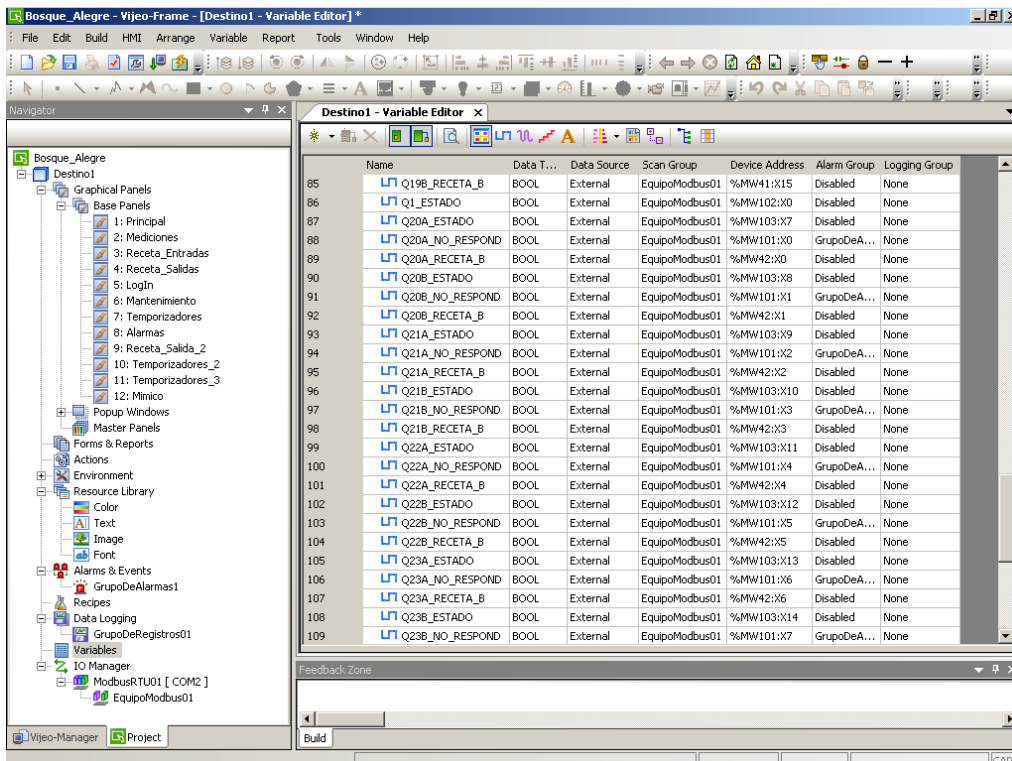 Bosque_Alegre - Vijeo-Frame - [Destino1 - Variable Editor] *
File Edit Build HMI Arrange Variable Report Tools Window Help
Navigator
Destino1 - Variable Editor X
Bosque_Alegre
Destino1
Graphical Panels
Base Panels
1: Principal
2: Mediciones
3: Receta_Entradas
4: Receta_Salidas
5: LogIn
6: Mantenimiento
7: Temporizadores
8: Alarmas
9: Receta_Salida_2
10: Temporizadores_2
11: Temporizadores_3
12: Mimico
Popup Windows
Master Panels
Forms & Reports
Actions
Environment
Resource Library
Color
Text
Image
Font
Alarms & Events
GrupoDeAlarmas1
Recipes
Data Logging
GrupoDeRegistros01
Variables
IO Manager
ModbusRTU01 [ COM2 ]
EquipoModbus01
Vijeo-Manager Project
Name Data T... Data Source Scan Group Device Address Alarm Group Logging Group
85 Q19B_RECETA_B BOOL External EquipoModbus01 %MW41:X15 Disabled None
86 Q1_ESTADO BOOL External EquipoModbus01 %MW102:X0 Disabled None
87 Q20A_ESTADO BOOL External EquipoModbus01 %MW103:X7 Disabled None
88 Q20A_NO_RESPOND BOOL External EquipoModbus01 %MW101:X0 GrupoDeA... None
89 Q20A_RECETA_B BOOL External EquipoModbus01 %MW42:X0 Disabled None
90 Q20B_ESTADO BOOL External EquipoModbus01 %MW103:X8 Disabled None
91 Q20B_NO_RESPOND BOOL External EquipoModbus01 %MW101:X1 GrupoDeA... None
92 Q20B_RECETA_B BOOL External EquipoModbus01 %MW42:X1 Disabled None
93 Q21A_ESTADO BOOL External EquipoModbus01 %MW103:X9 Disabled None
94 Q21A_NO_RESPOND BOOL External EquipoModbus01 %MW101:X2 GrupoDeA... None
95 Q21A_RECETA_B BOOL External EquipoModbus01 %MW42:X2 Disabled None
96 Q21B_ESTADO BOOL External EquipoModbus01 %MW103:X10 Disabled None
97 Q21B_NO_RESPOND BOOL External EquipoModbus01 %MW101:X3 GrupoDeA... None
98 Q21B_RECETA_B BOOL External EquipoModbus01 %MW42:X3 Disabled None
99 Q22A_ESTADO BOOL External EquipoModbus01 %MW103:X11 Disabled None
100 Q22A_NO_RESPOND BOOL External EquipoModbus01 %MW101:X4 GrupoDeA... None
101 Q22A_RECETA_B BOOL External EquipoModbus01 %MW42:X4 Disabled None
102 Q22B_ESTADO BOOL External EquipoModbus01 %MW103:X12 Disabled None
103 Q22B_NO_RESPOND BOOL External EquipoModbus01 %MW101:X5 GrupoDeA... None
104 Q22B_RECETA_B BOOL External EquipoModbus01 %MW42:X5 Disabled None
105 Q23A_ESTADO BOOL External EquipoModbus01 %MW103:X13 Disabled None
106 Q23A_NO_RESPOND BOOL External EquipoModbus01 %MW101:X6 GrupoDeA... None
107 Q23A_RECETA_B BOOL External EquipoModbus01 %MW42:X6 Disabled None
108 Q23B_ESTADO BOOL External EquipoModbus01 %MW103:X14 Disabled None
109 Q23B_NO_RESPOND BOOL External EquipoModbus01 %MW101:X7 GrupoDeA... None
Feedback Zone
Build